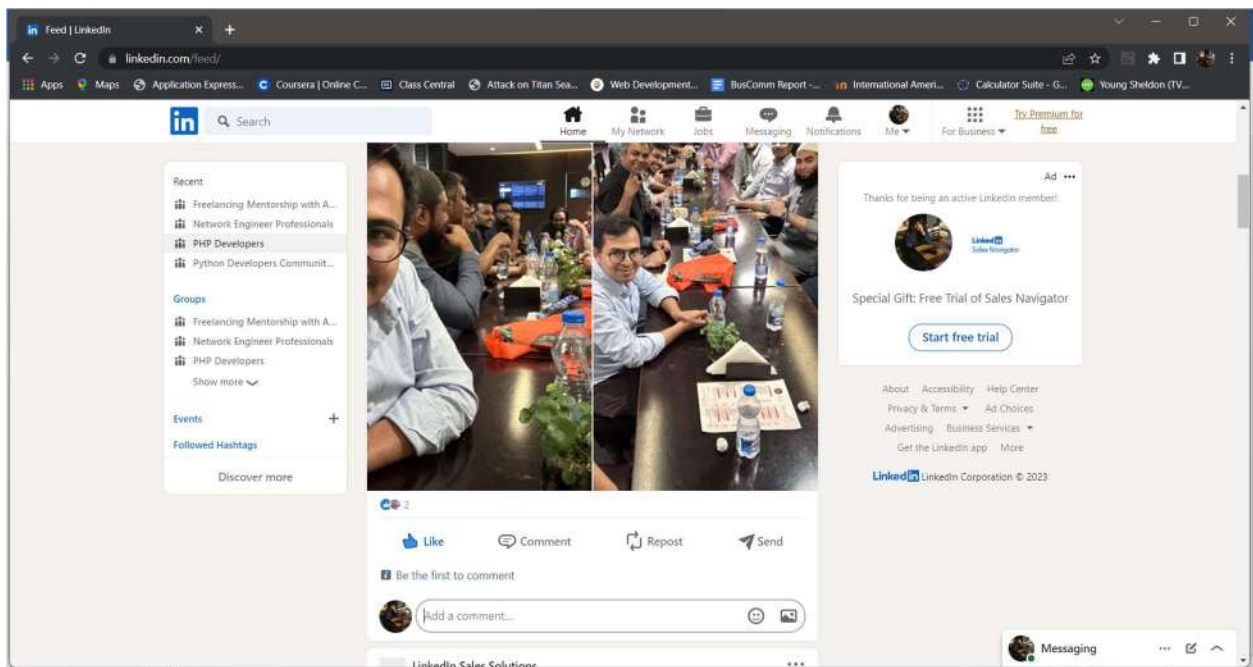 Feed | LinkedIn
linkedin.com/feed/
Apps
Maps
Application Express...
Coursera | Online C...
Class Central
Attack on Titan Sea...
Web Development...
BusComm Report -...
International Ameri...
Calculator Suite - G...
Young Sheldon (TV...
in
Search
Home
My Network
Jobs
Messaging
Notifications
Me
For Business
Try Premium for
free
Recent
Freelancing Mentorship with A...
Network Engineer Professionals
PHP Developers
Python Developers Communit...
Groups
Freelancing Mentorship with A...
Network Engineer Professionals
PHP Developers
Show more
Events +
Followed Hashtags
Discover more
2
Like
Comment
Repost
Send
Be the first to comment
Add a comment...
LinkedIn Sales Solutions
Ad
Thanks for being an active LinkedIn member!
LinkedIn
Sales Navigator
Special Gift: Free Trial of Sales Navigator
Start free trial
About Accessibility Help Center
Privacy & Terms Ad Choices
Advertising Business Services
Get the LinkedIn app More
LinkedIn LinkedIn Corporation © 2023
Messaging